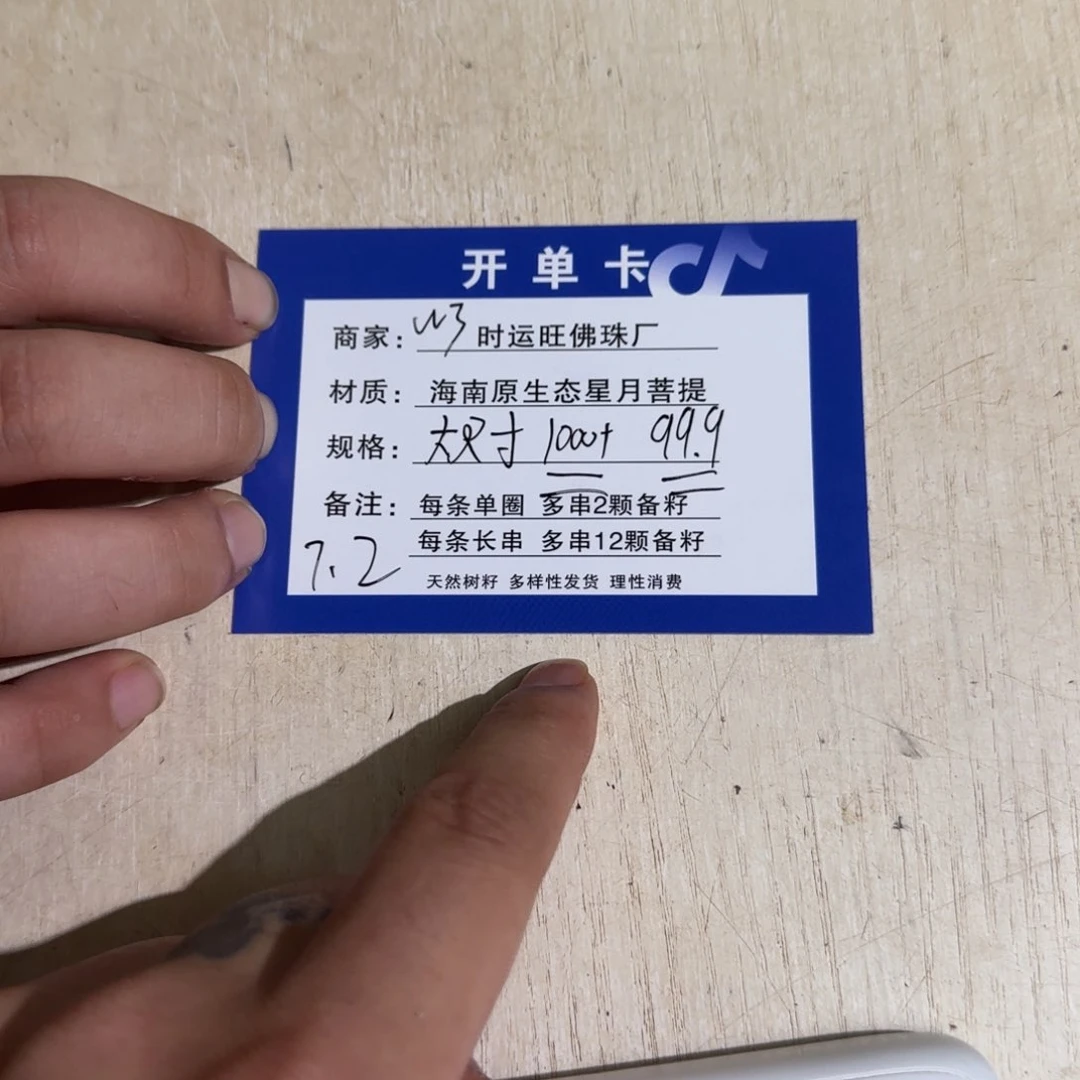 开单卡
商家：W3 时运旺佛珠厂
材质：海南原生态星月菩提
规格：大尺寸 1000+ 99.9
备注：每条单圈 多串2颗备籽
每条长串 多串12颗备籽
7.2
天然树籽 多样性发货 理性消费